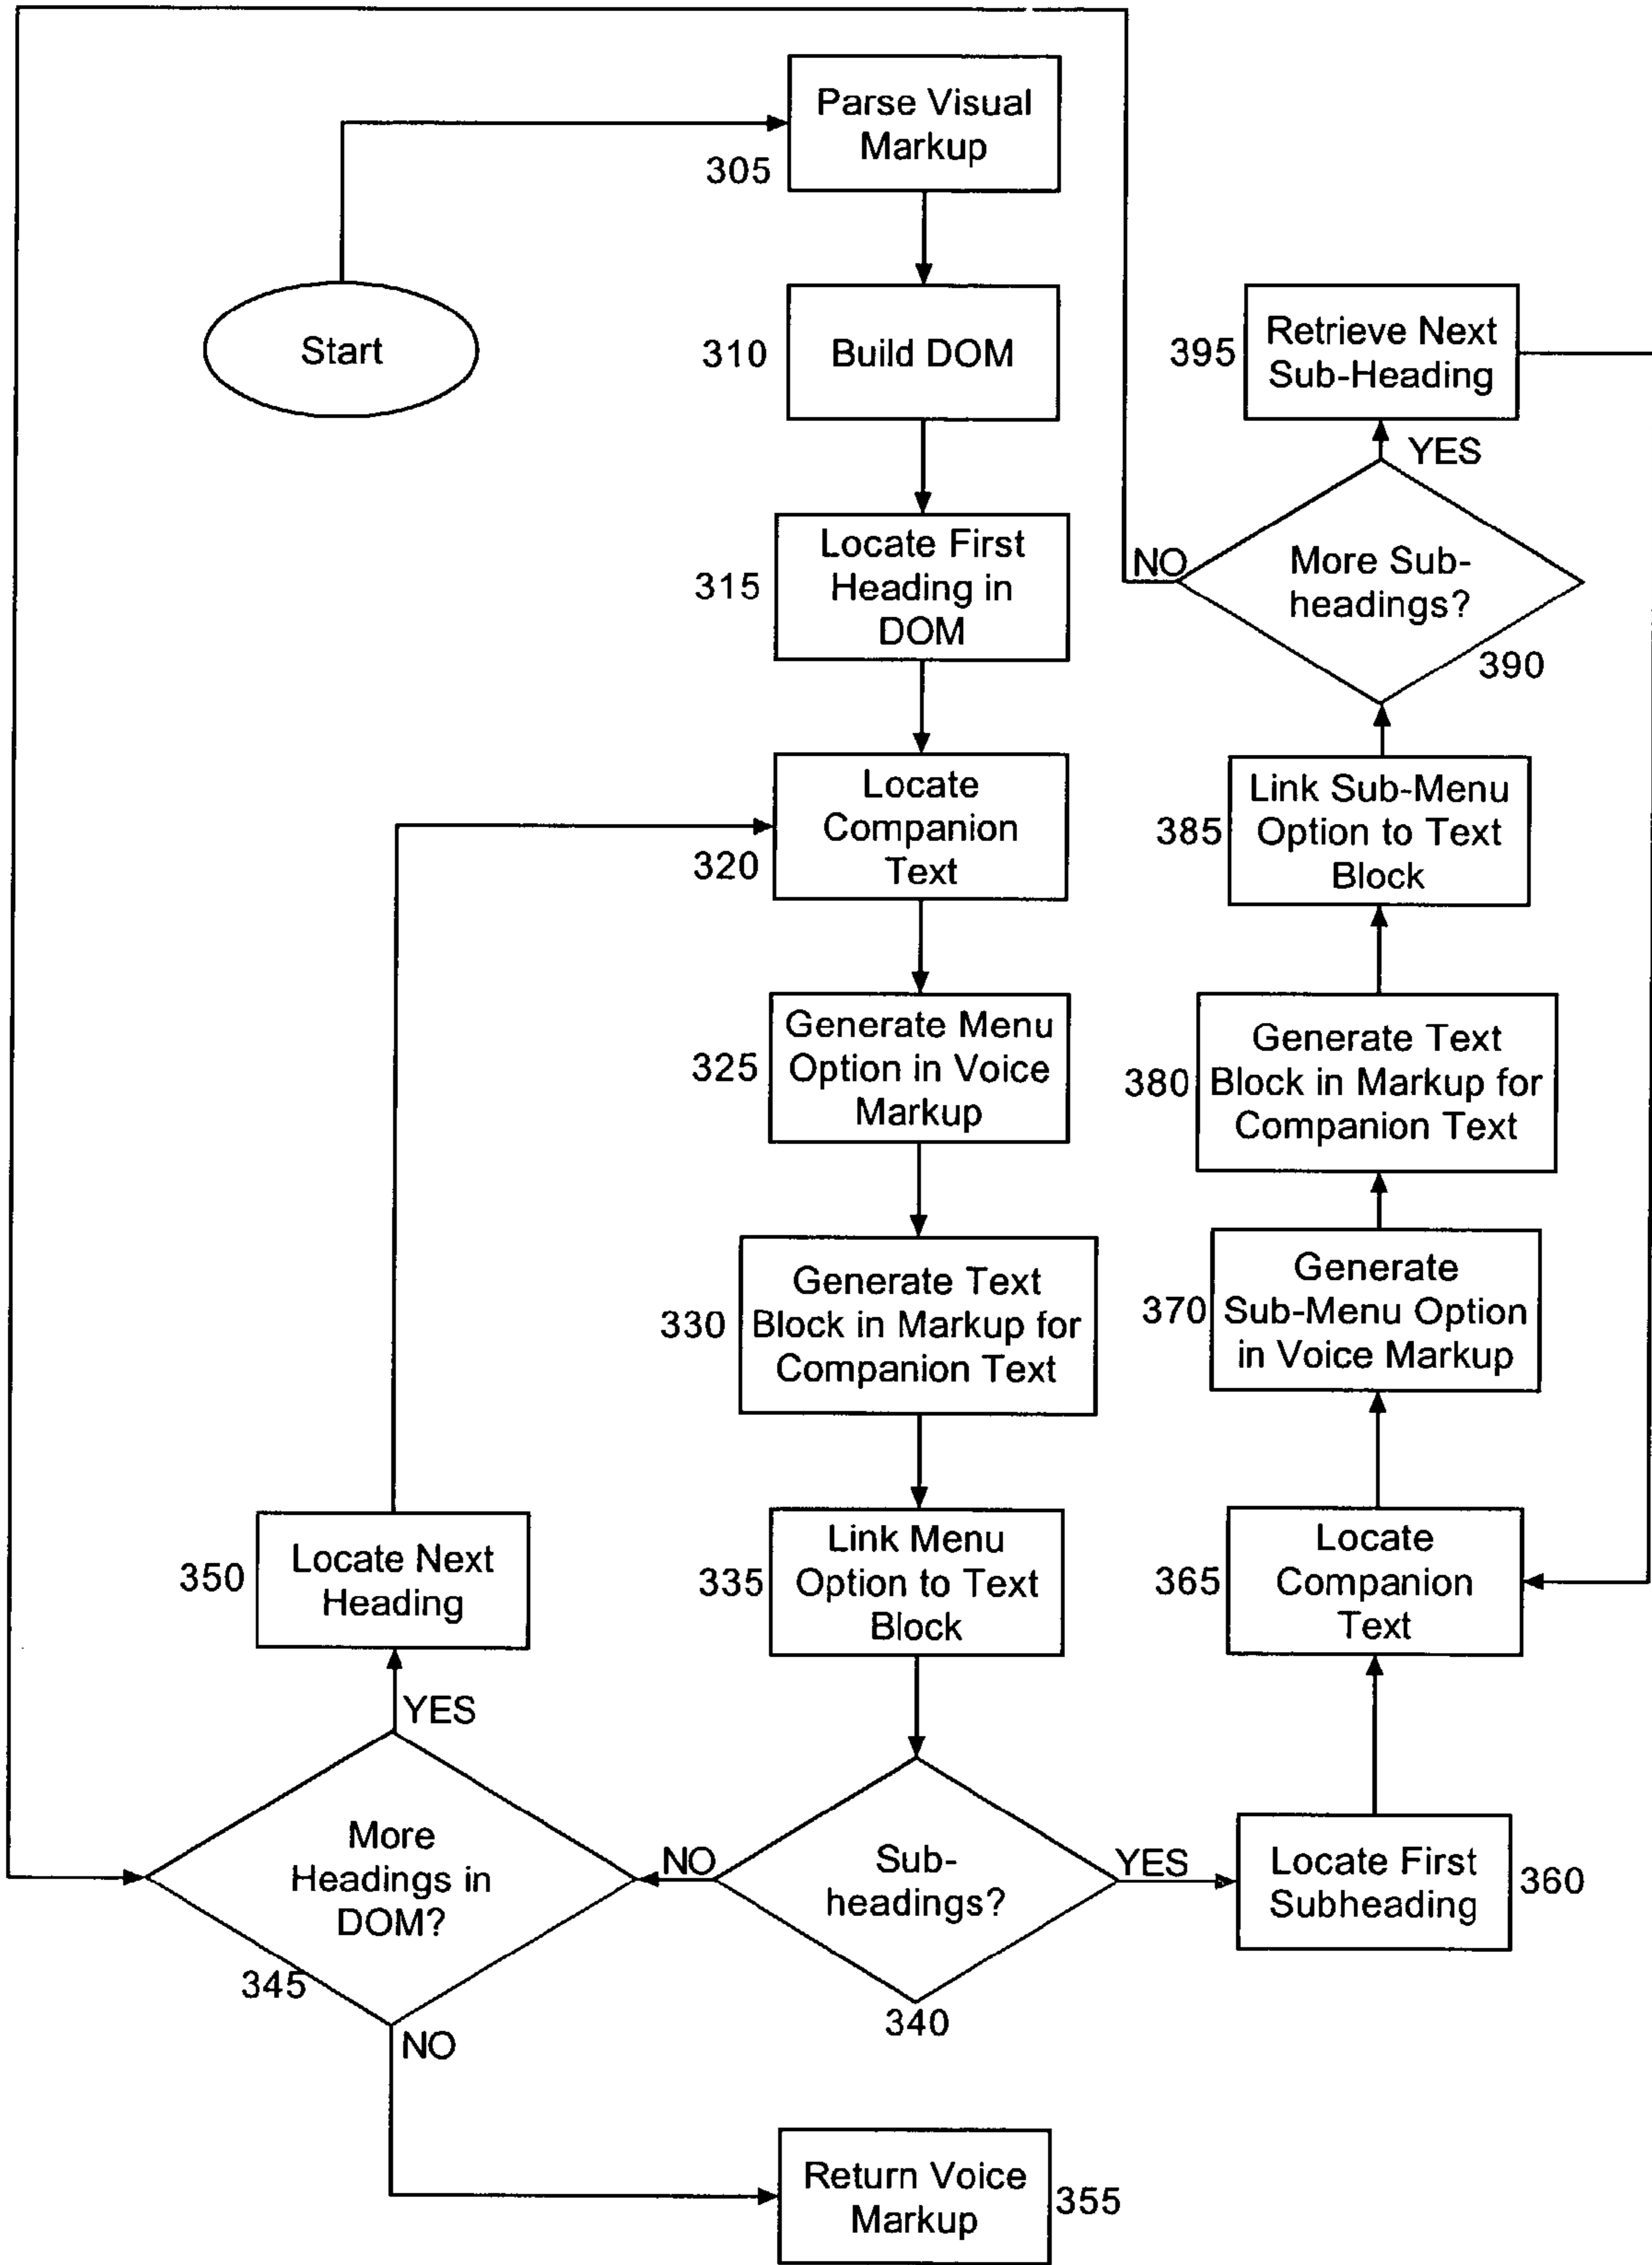 Parse Visual
Markup
305
Start
310
Build DOM
315
Locate First
Heading in
DOM
320
Locate
Companion
Text
325
Generate Menu
Option in Voice
Markup
330
Generate Text
Block in Markup for
Companion Text
335
Link Menu
Option to Text
Block
Sub-
headings?
340
NO
YES
More
Headings in
DOM?
345
YES
NO
350
Locate Next
Heading
Return Voice
Markup
355
Locate First
Subheading
360
365
Locate
Companion
Text
370
Generate
Sub-Menu Option
in Voice Markup
380
Generate Text
Block in Markup for
Companion Text
385
Link Sub-Menu
Option to Text
Block
More Sub-
headings?
390
NO
YES
395
Retrieve Next
Sub-Heading